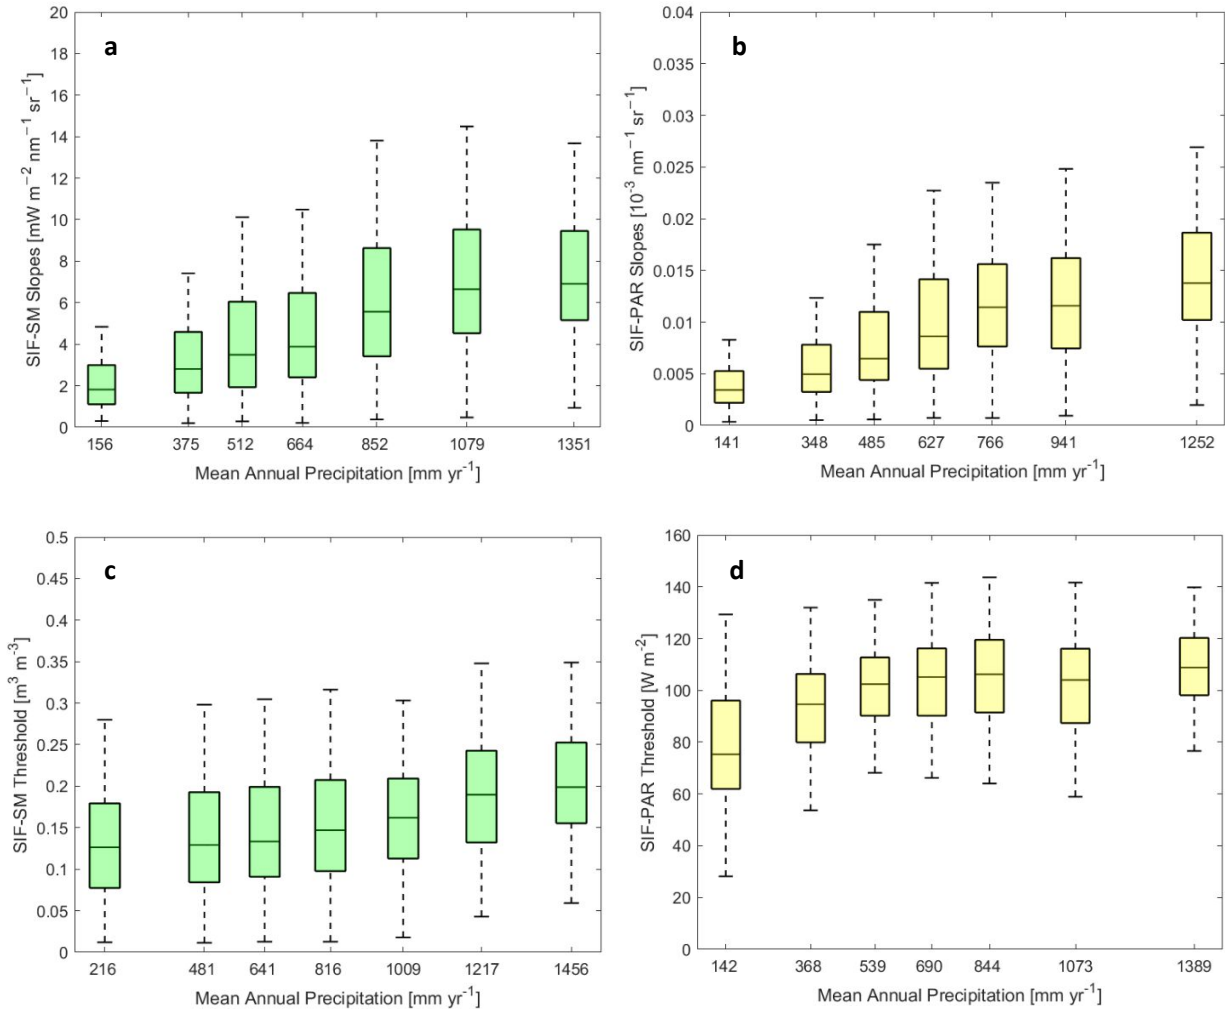 a
SIF-SM Slopes [mW m−2 nm−1 sr−1]
20
18
16
14
12
10
8
6
4
2
0
156 375 512 664 852 1079 1351
Mean Annual Precipitation [mm yr-1]
b
SIF-PAR Slopes [10-3 nm−1 sr−1]
0.04
0.035
0.03
0.025
0.02
0.015
0.01
0.005
0
141 348 485 627 766 941 1252
Mean Annual Precipitation [mm yr-1]
c
SIF-SM Threshold [m3 m-3]
0.5
0.45
0.4
0.35
0.3
0.25
0.2
0.15
0.1
0.05
0
216 481 641 816 1009 1217 1456
Mean Annual Precipitation [mm yr-1]
d
SIF-PAR Threshold [W m-2]
160
140
120
100
80
60
40
20
0
142 368 539 690 844 1073 1389
Mean Annual Precipitation [mm yr-1]